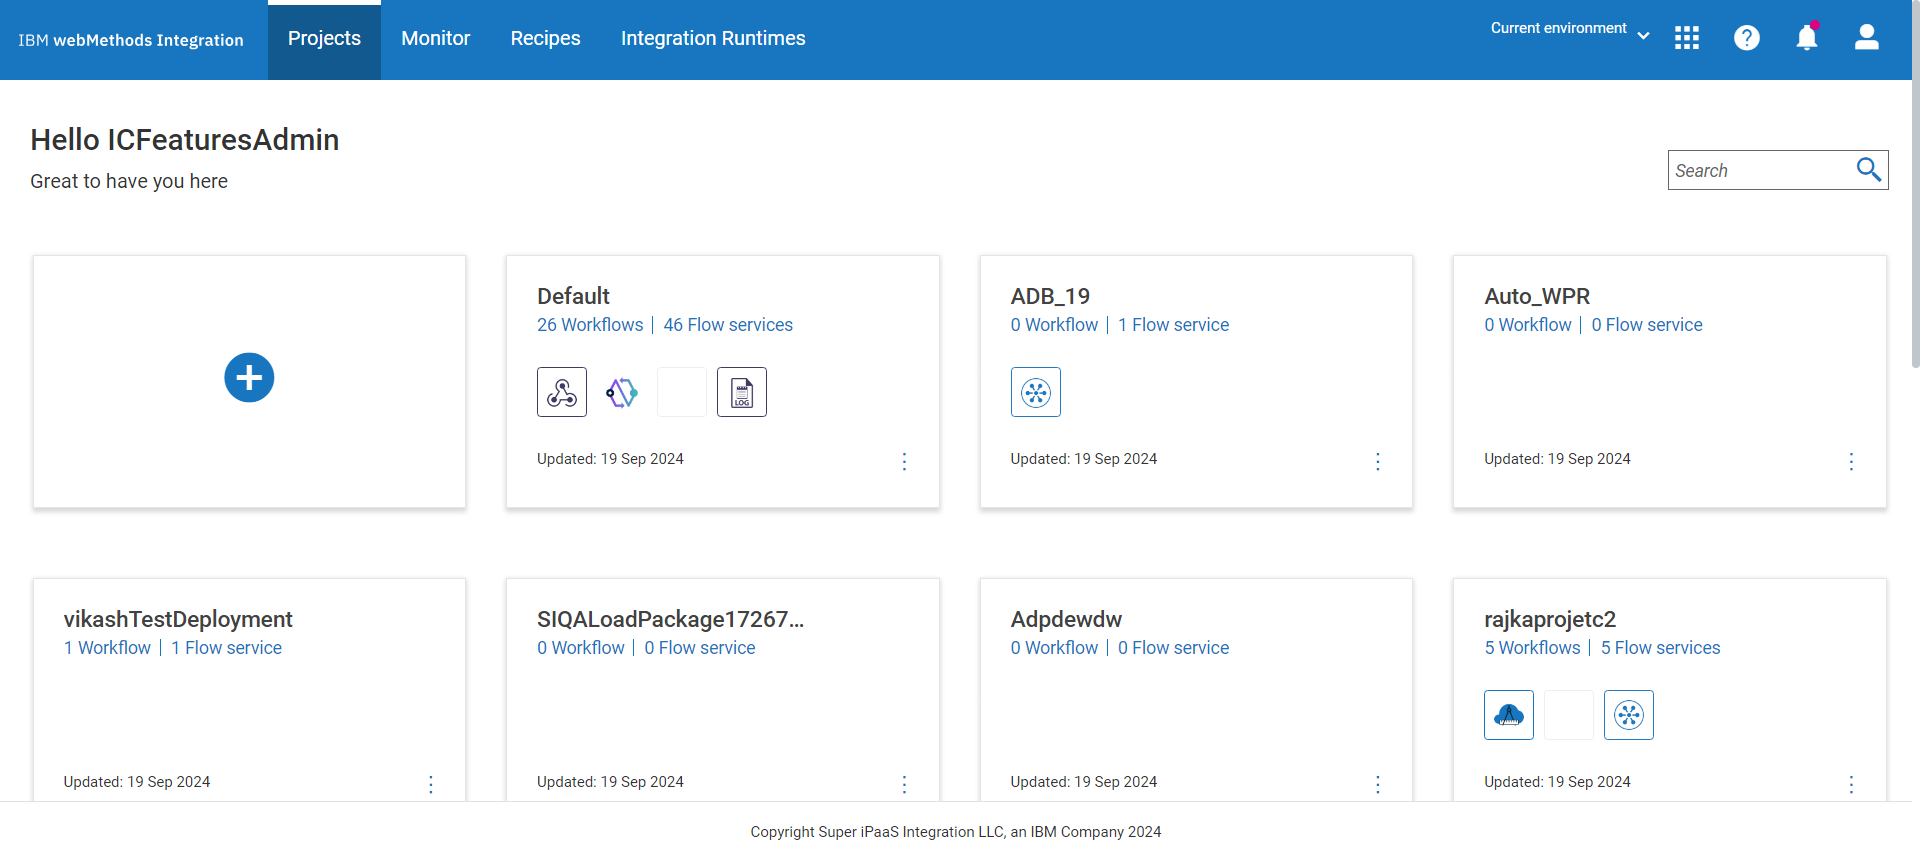 IBM webMethods Integration
Projects
Monitor
Recipes
Integration Runtimes
Current environment
Hello ICFeaturesAdmin
Great to have you here
Search
Default
26 Workflows | 46 Flow services
LOG
Updated: 19 Sep 2024
ADB_19
0 Workflow | 1 Flow service
Updated: 19 Sep 2024
Auto_WPR
0 Workflow | 0 Flow service
Updated: 19 Sep 2024
vikashTestDeployment
1 Workflow | 1 Flow service
Updated: 19 Sep 2024
SIQALoadPackage17267...
0 Workflow | 0 Flow service
Updated: 19 Sep 2024
Adpdewdw
0 Workflow | 0 Flow service
Updated: 19 Sep 2024
rajkaprojetc2
5 Workflows | 5 Flow services
Updated: 19 Sep 2024
Copyright Super iPaaS Integration LLC, an IBM Company 2024